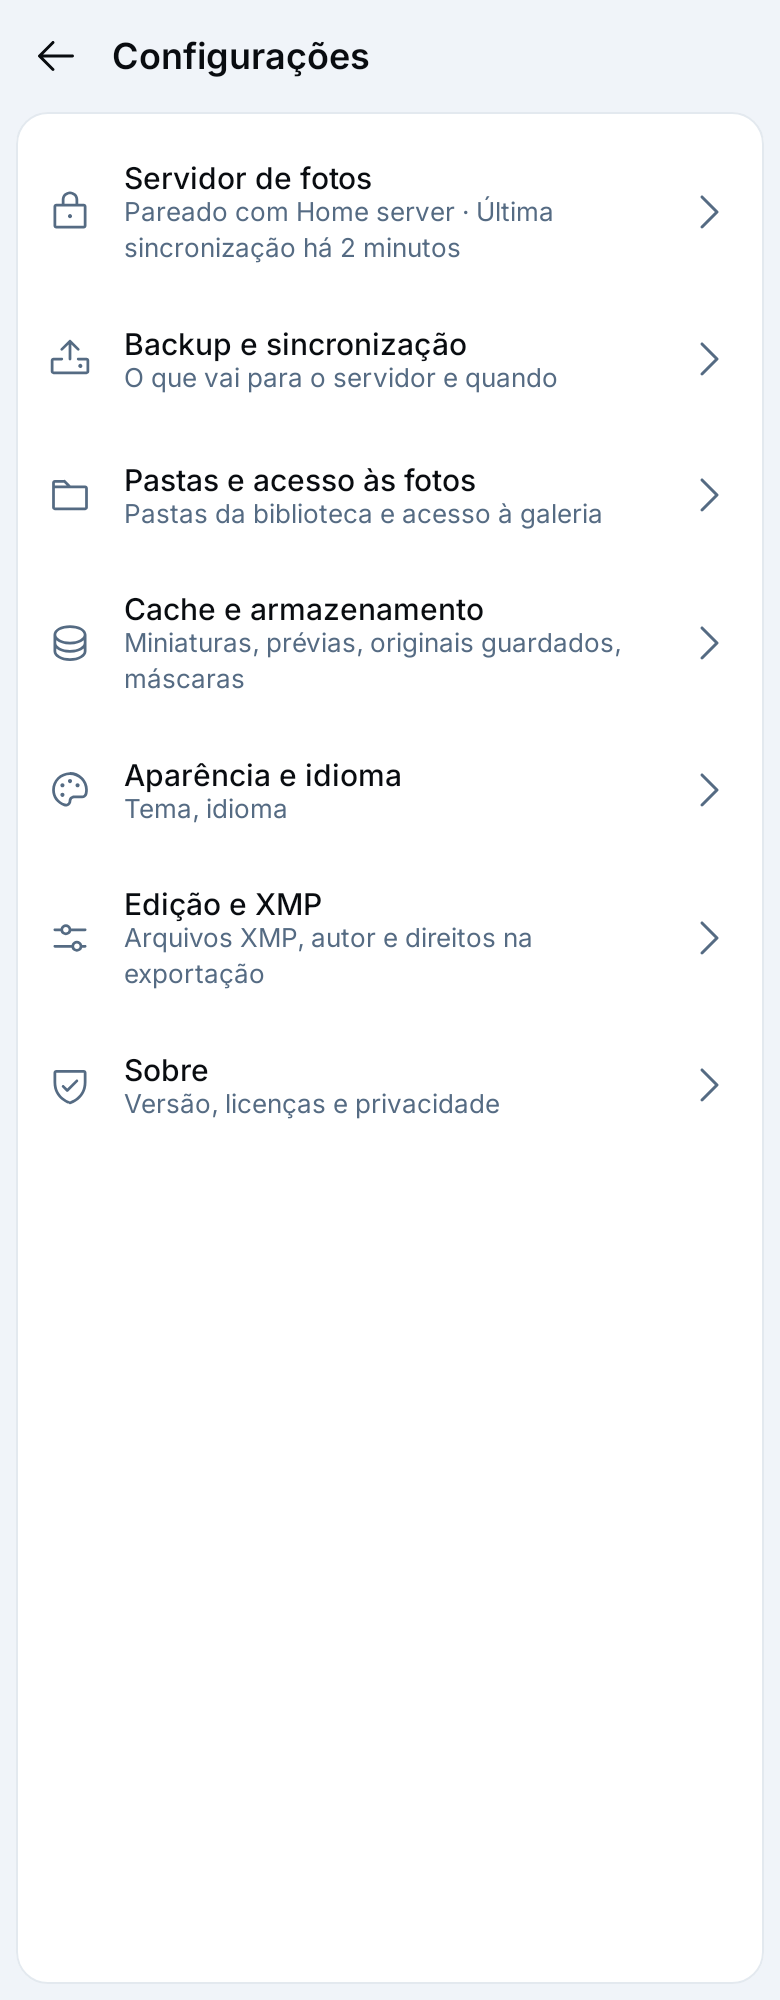 Configurações
Servidor de fotos
Pareado com Home server · Última
sincronização há 2 minutos
Backup e sincronização
O que vai para o servidor e quando
Pastas e acesso às fotos
Pastas da biblioteca e acesso à galeria
Cache e armazenamento
Miniaturas, prévias, originais guardados,
máscaras
Aparência e idioma
Tema, idioma
Edição e XMP
Arquivos XMP, autor e direitos na
exportação
Sobre
Versão, licenças e privacidade